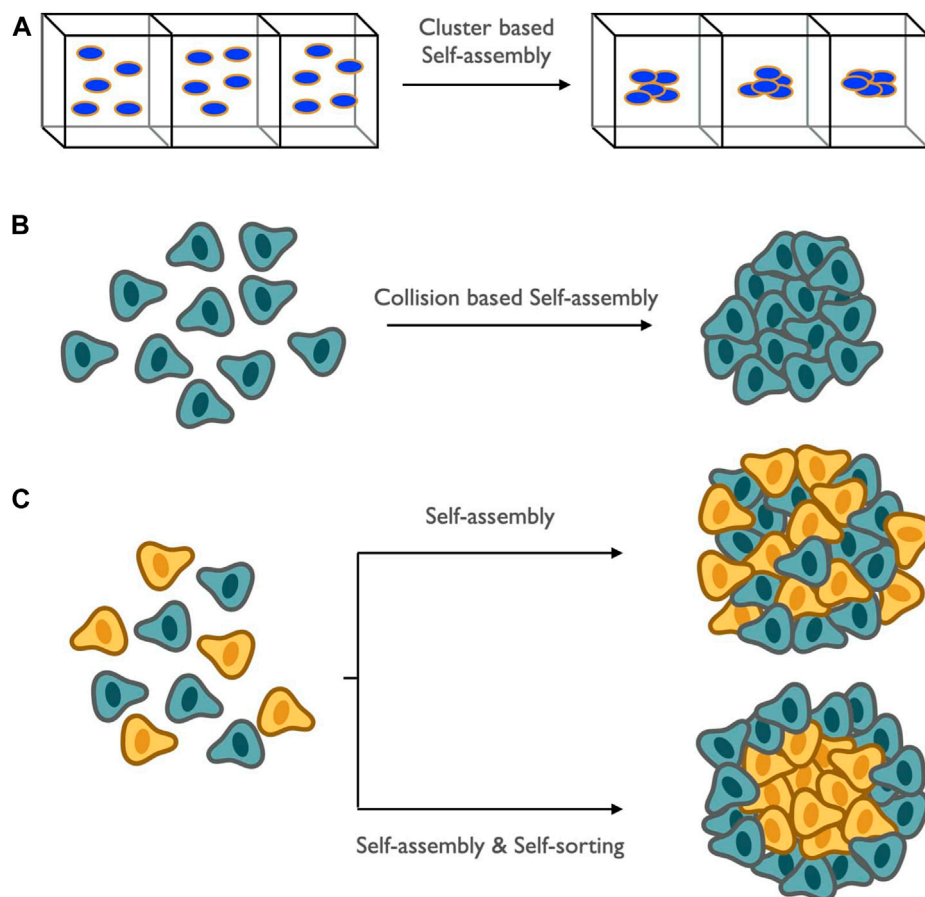 A
Cluster based
Self-assembly
B
Collision based Self-assembly
C
Self-assembly
Self-assembly & Self-sorting